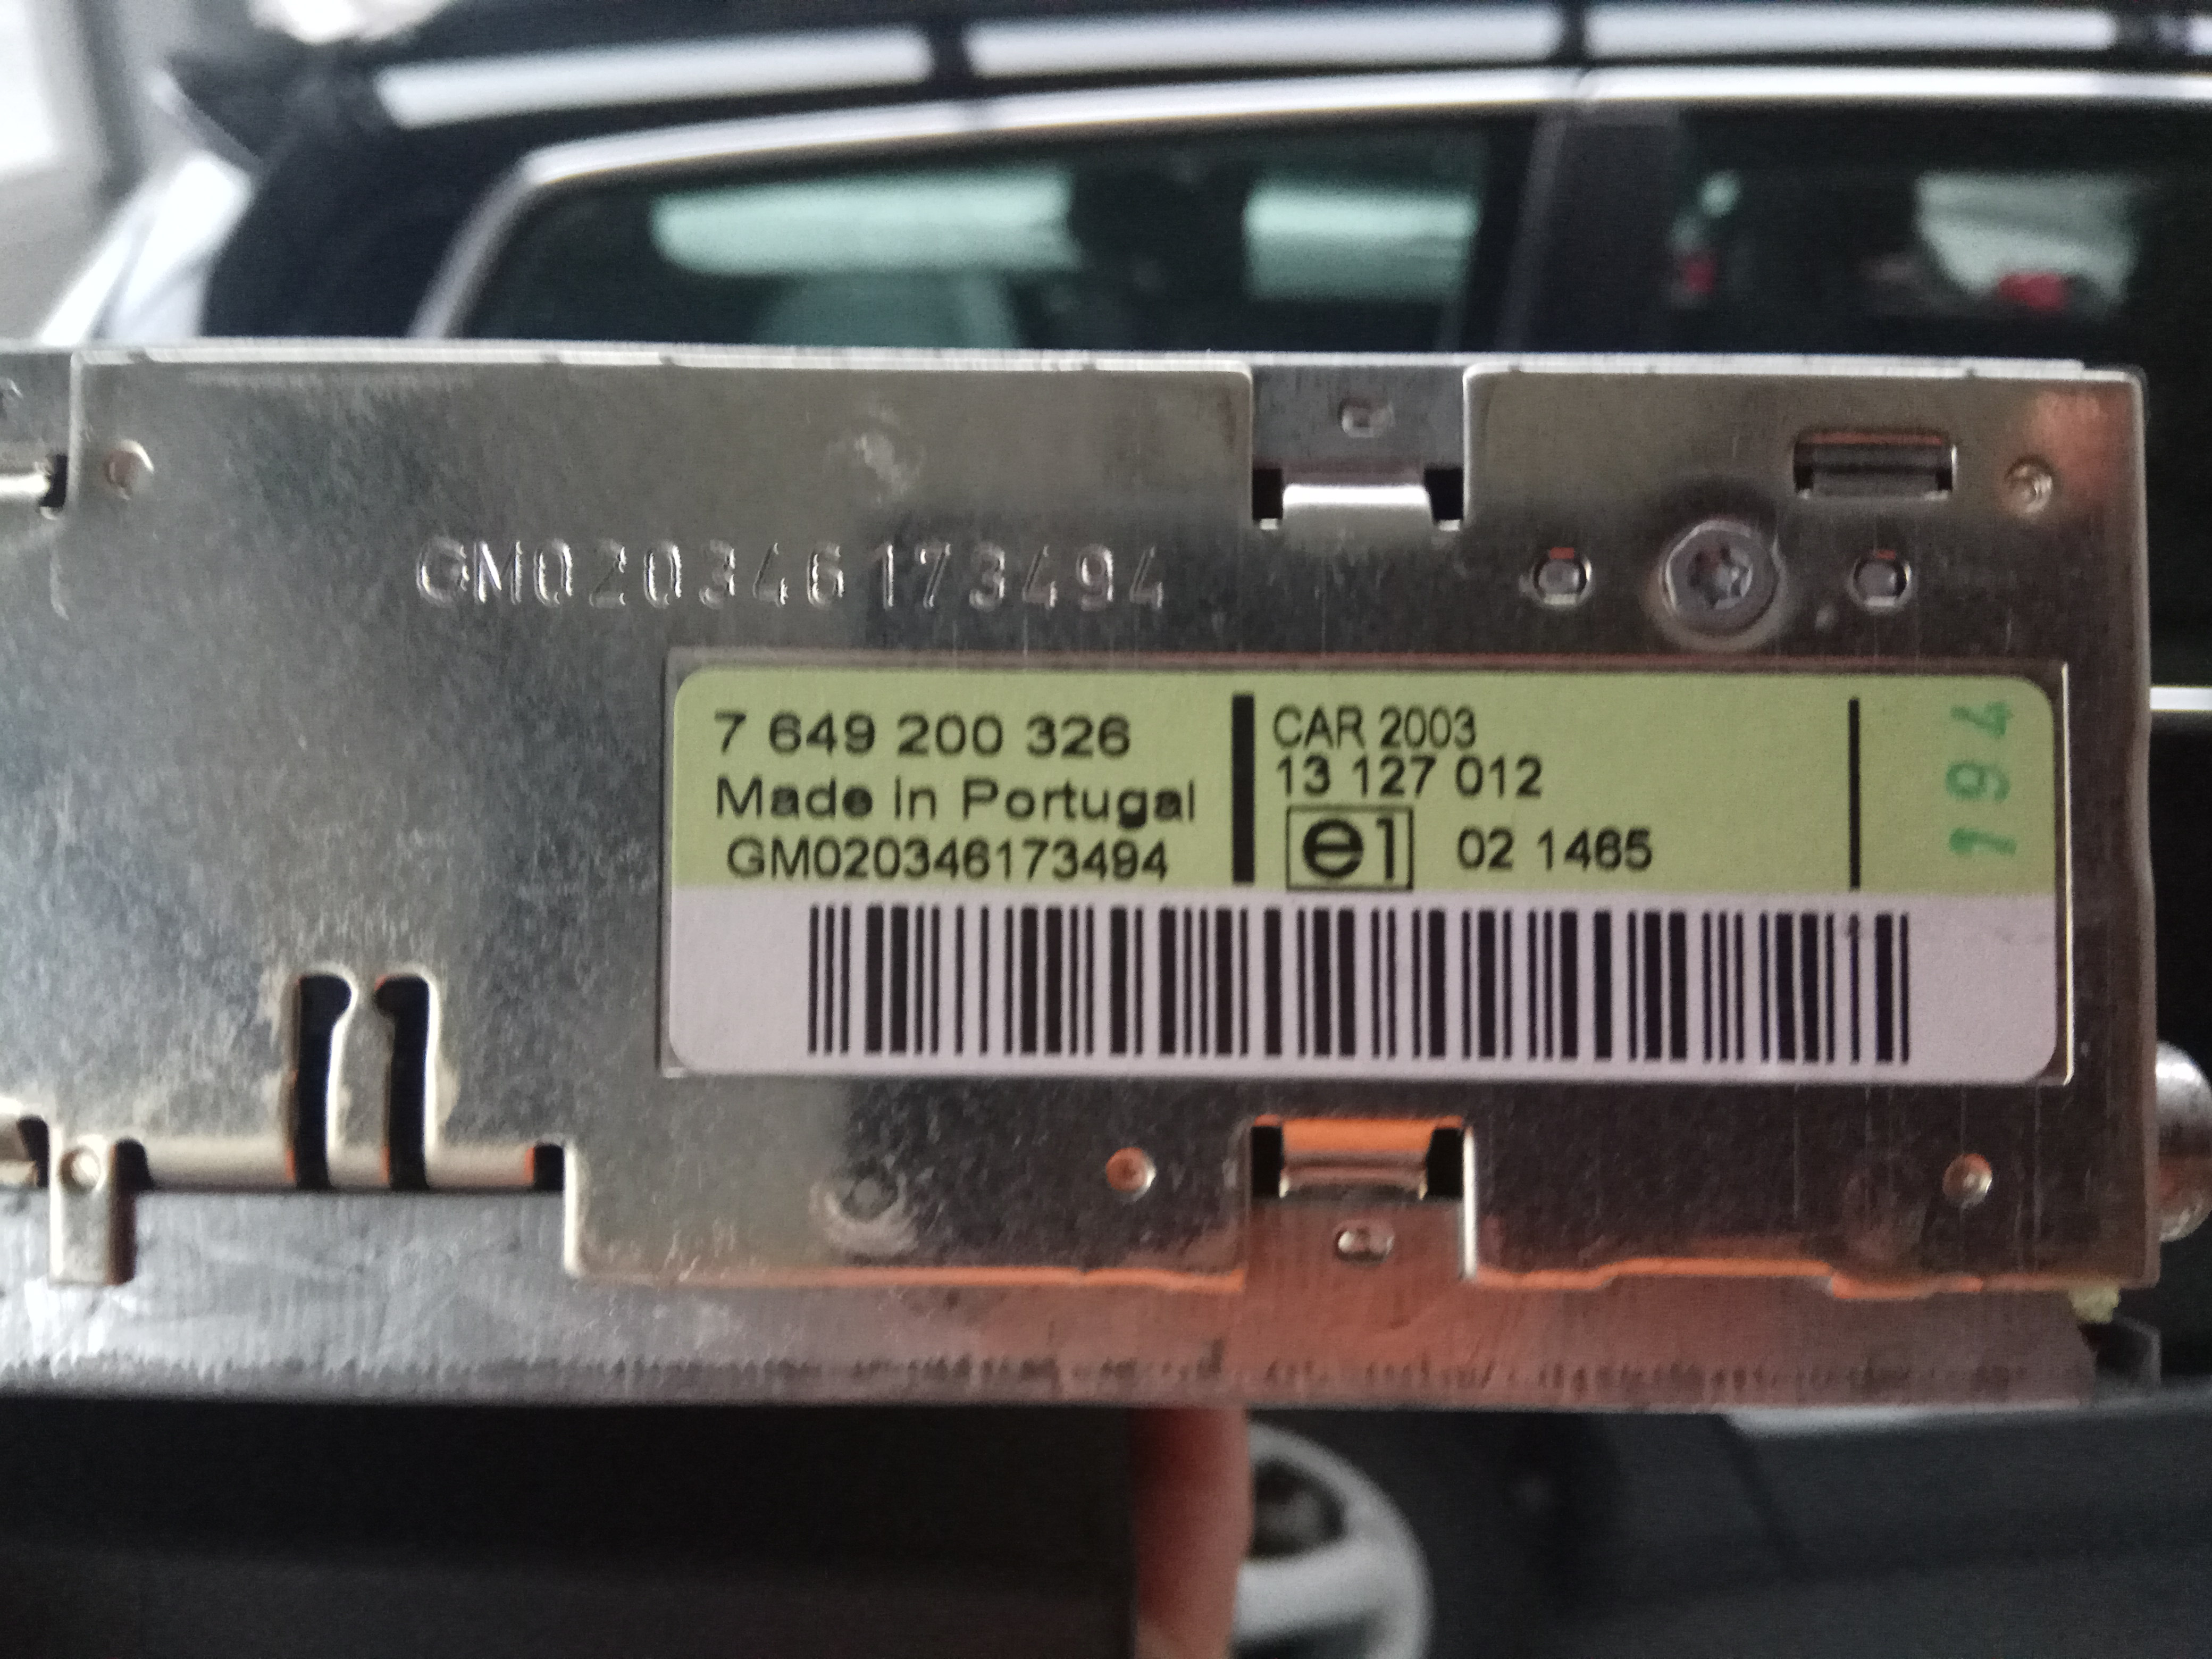 GM020346173494
7 649 200 326
Made in Portugal
GM020346173494
CAR 2003
13 127 012
e1 02 1465
194